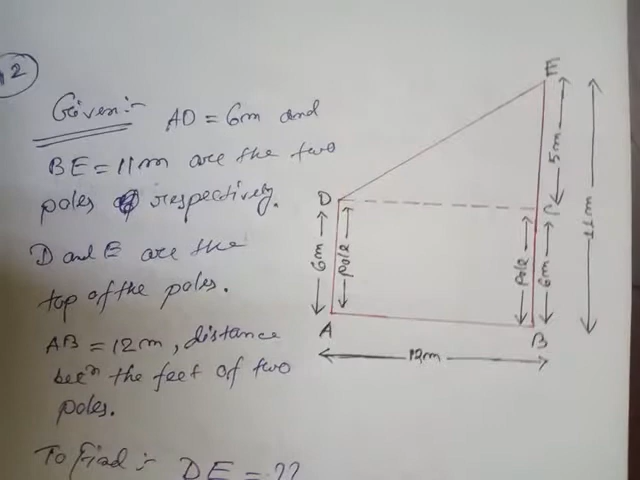 2
Given:- AD = 6m and
BE = 11m are the two
poles respectively.
D and E are the
top of the poles.
AB = 12m, distance
beeⁿ the feet of two
poles.
To Find:- DE = ??
E
5m
D
C
11m
6m
Pole
Pole
6m
A
B
12m